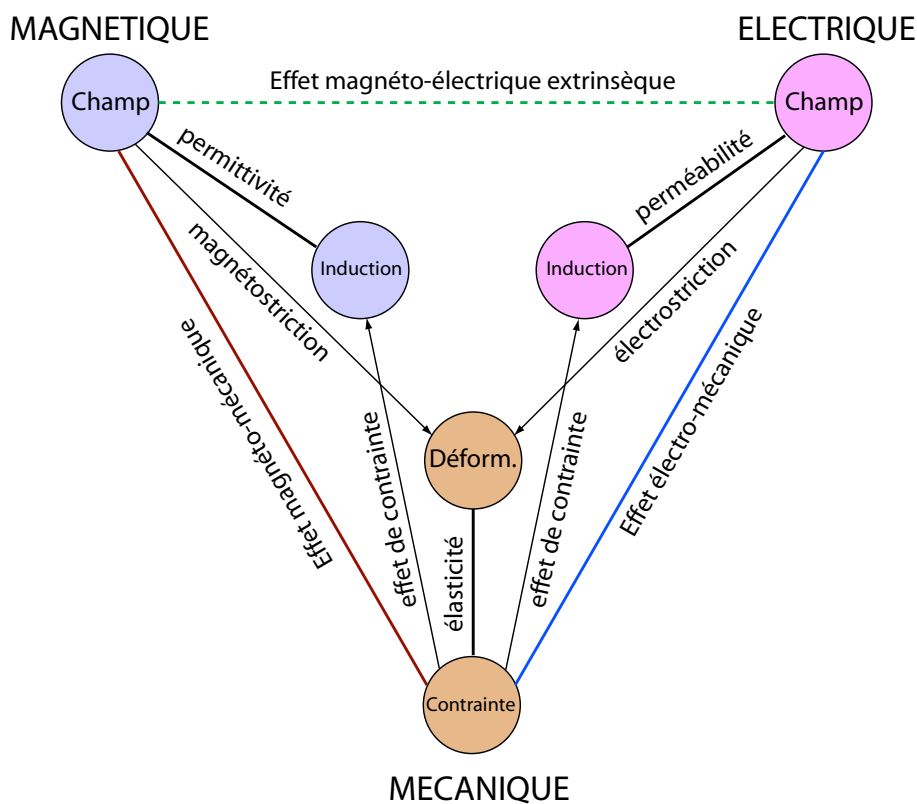 MAGNETIQUE
ELECTRIQUE
Effet magnéto-électrique extrinsèque
Champ
Champ
permittivité
perméabilité
Induction
Induction
magnétostriction
électrostriction
Effet magnéto-mécanique
Effet électro-mécanique
Déform.
effet de contrainte
effet de contrainte
élasticité
Contrainte
MECANIQUE